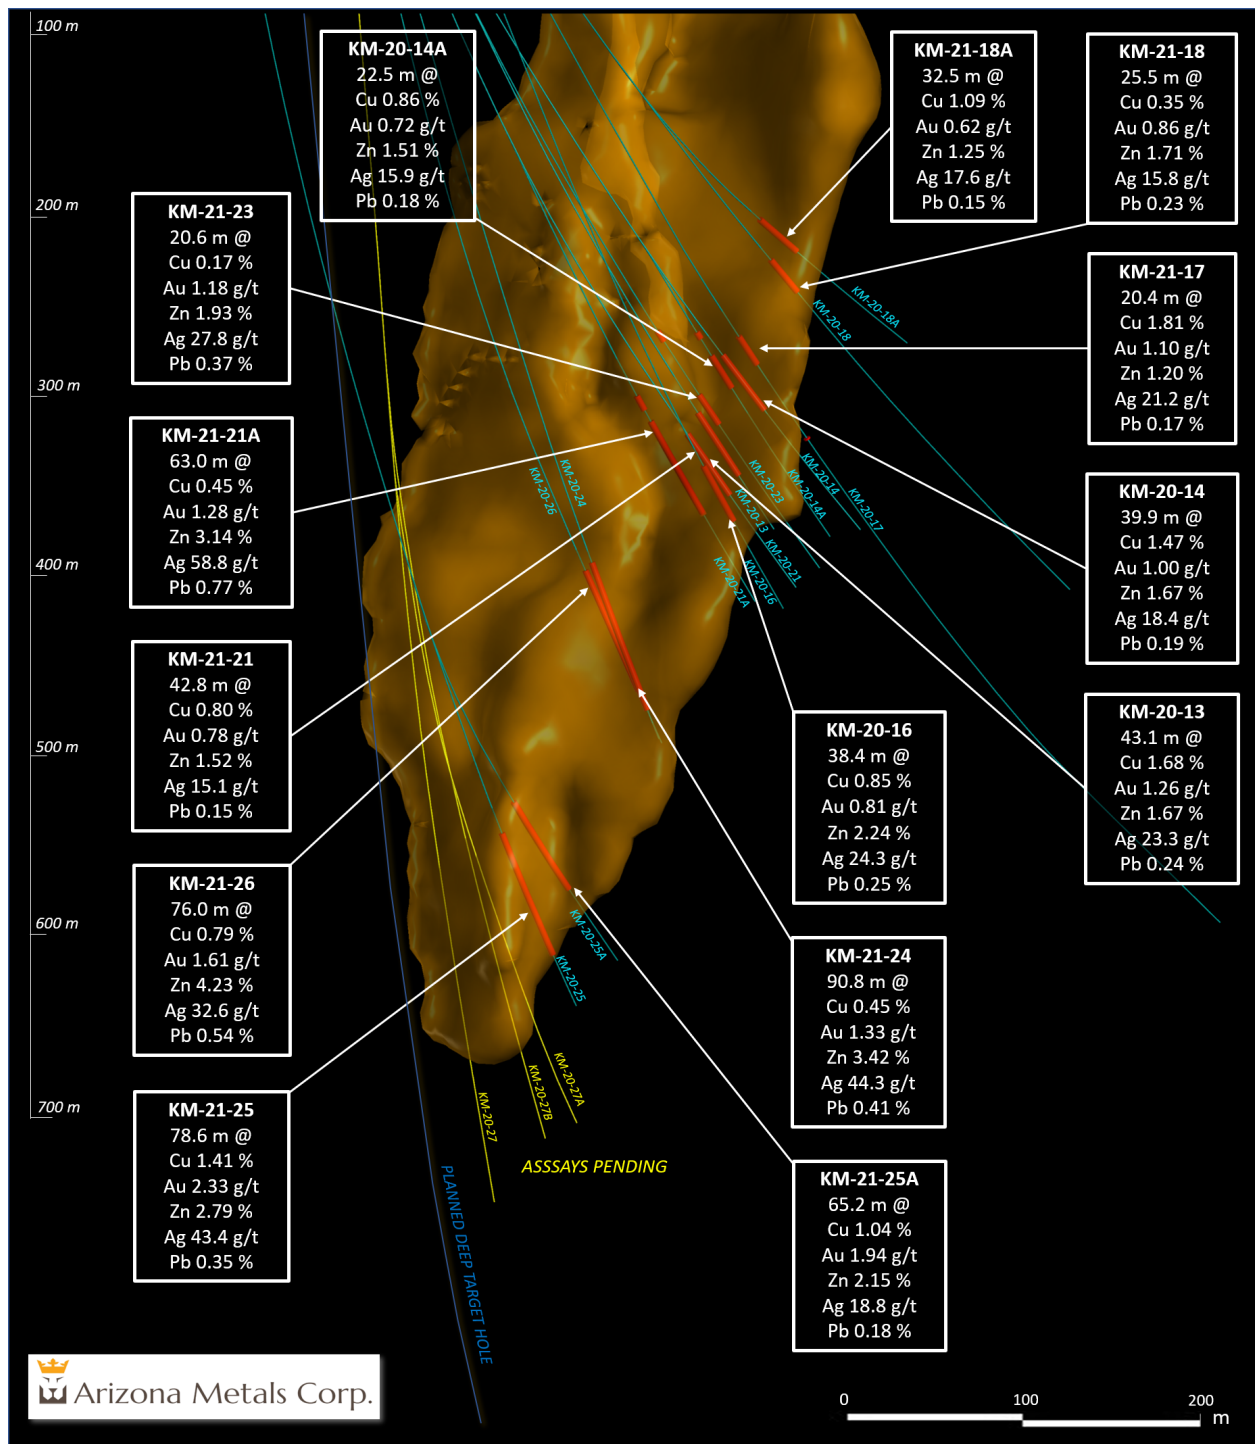 100 m
200 m
300 m
400 m
500 m
600 m
700 m
KM-20-14A
22.5 m @
Cu 0.86 %
Au 0.72 g/t
Zn 1.51 %
Ag 15.9 g/t
Pb 0.18 %
KM-21-18A
32.5 m @
Cu 1.09 %
Au 0.62 g/t
Zn 1.25 %
Ag 17.6 g/t
Pb 0.15 %
KM-21-18
25.5 m @
Cu 0.35 %
Au 0.86 g/t
Zn 1.71 %
Ag 15.8 g/t
Pb 0.23 %
KM-21-23
20.6 m @
Cu 0.17 %
Au 1.18 g/t
Zn 1.93 %
Ag 27.8 g/t
Pb 0.37 %
KM-21-17
20.4 m @
Cu 1.81 %
Au 1.10 g/t
Zn 1.20 %
Ag 21.2 g/t
Pb 0.17 %
KM-21-21A
63.0 m @
Cu 0.45 %
Au 1.28 g/t
Zn 3.14 %
Ag 58.8 g/t
Pb 0.77 %
KM-20-14
39.9 m @
Cu 1.47 %
Au 1.00 g/t
Zn 1.67 %
Ag 18.4 g/t
Pb 0.19 %
KM-21-21
42.8 m @
Cu 0.80 %
Au 0.78 g/t
Zn 1.52 %
Ag 15.1 g/t
Pb 0.15 %
KM-20-13
43.1 m @
Cu 1.68 %
Au 1.26 g/t
Zn 1.67 %
Ag 23.3 g/t
Pb 0.24 %
KM-20-16
38.4 m @
Cu 0.85 %
Au 0.81 g/t
Zn 2.24 %
Ag 24.3 g/t
Pb 0.25 %
KM-21-26
76.0 m @
Cu 0.79 %
Au 1.61 g/t
Zn 4.23 %
Ag 32.6 g/t
Pb 0.54 %
KM-21-24
90.8 m @
Cu 0.45 %
Au 1.33 g/t
Zn 3.42 %
Ag 44.3 g/t
Pb 0.41 %
KM-21-25
78.6 m @
Cu 1.41 %
Au 2.33 g/t
Zn 2.79 %
Ag 43.4 g/t
Pb 0.35 %
KM-21-25A
65.2 m @
Cu 1.04 %
Au 1.94 g/t
Zn 2.15 %
Ag 18.8 g/t
Pb 0.18 %
KM-20-18A
KM-20-18
KM-20-17
KM-20-14
KM-20-14A
KM-20-23
KM-20-13
KM-20-21
KM-20-16
KM-20-21A
KM-20-24
KM-20-26
KM-20-25A
KM-20-25
KM-20-27A
KM-20-27B
KM-20-27
ASSSAYS PENDING
PLANNED DEEP TARGET HOLE
Arizona Metals Corp.
0 100 200
m